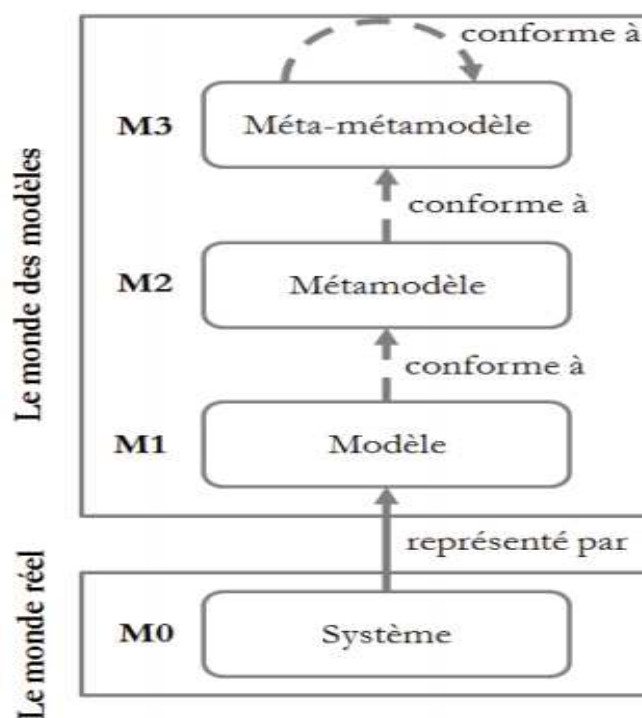 conforme à
M3
Méta-métamodèle
conforme à
M2
Métamodèle
conforme à
M1
Modèle
Le monde des modèles
représenté par
M0
Système
Le monde réel